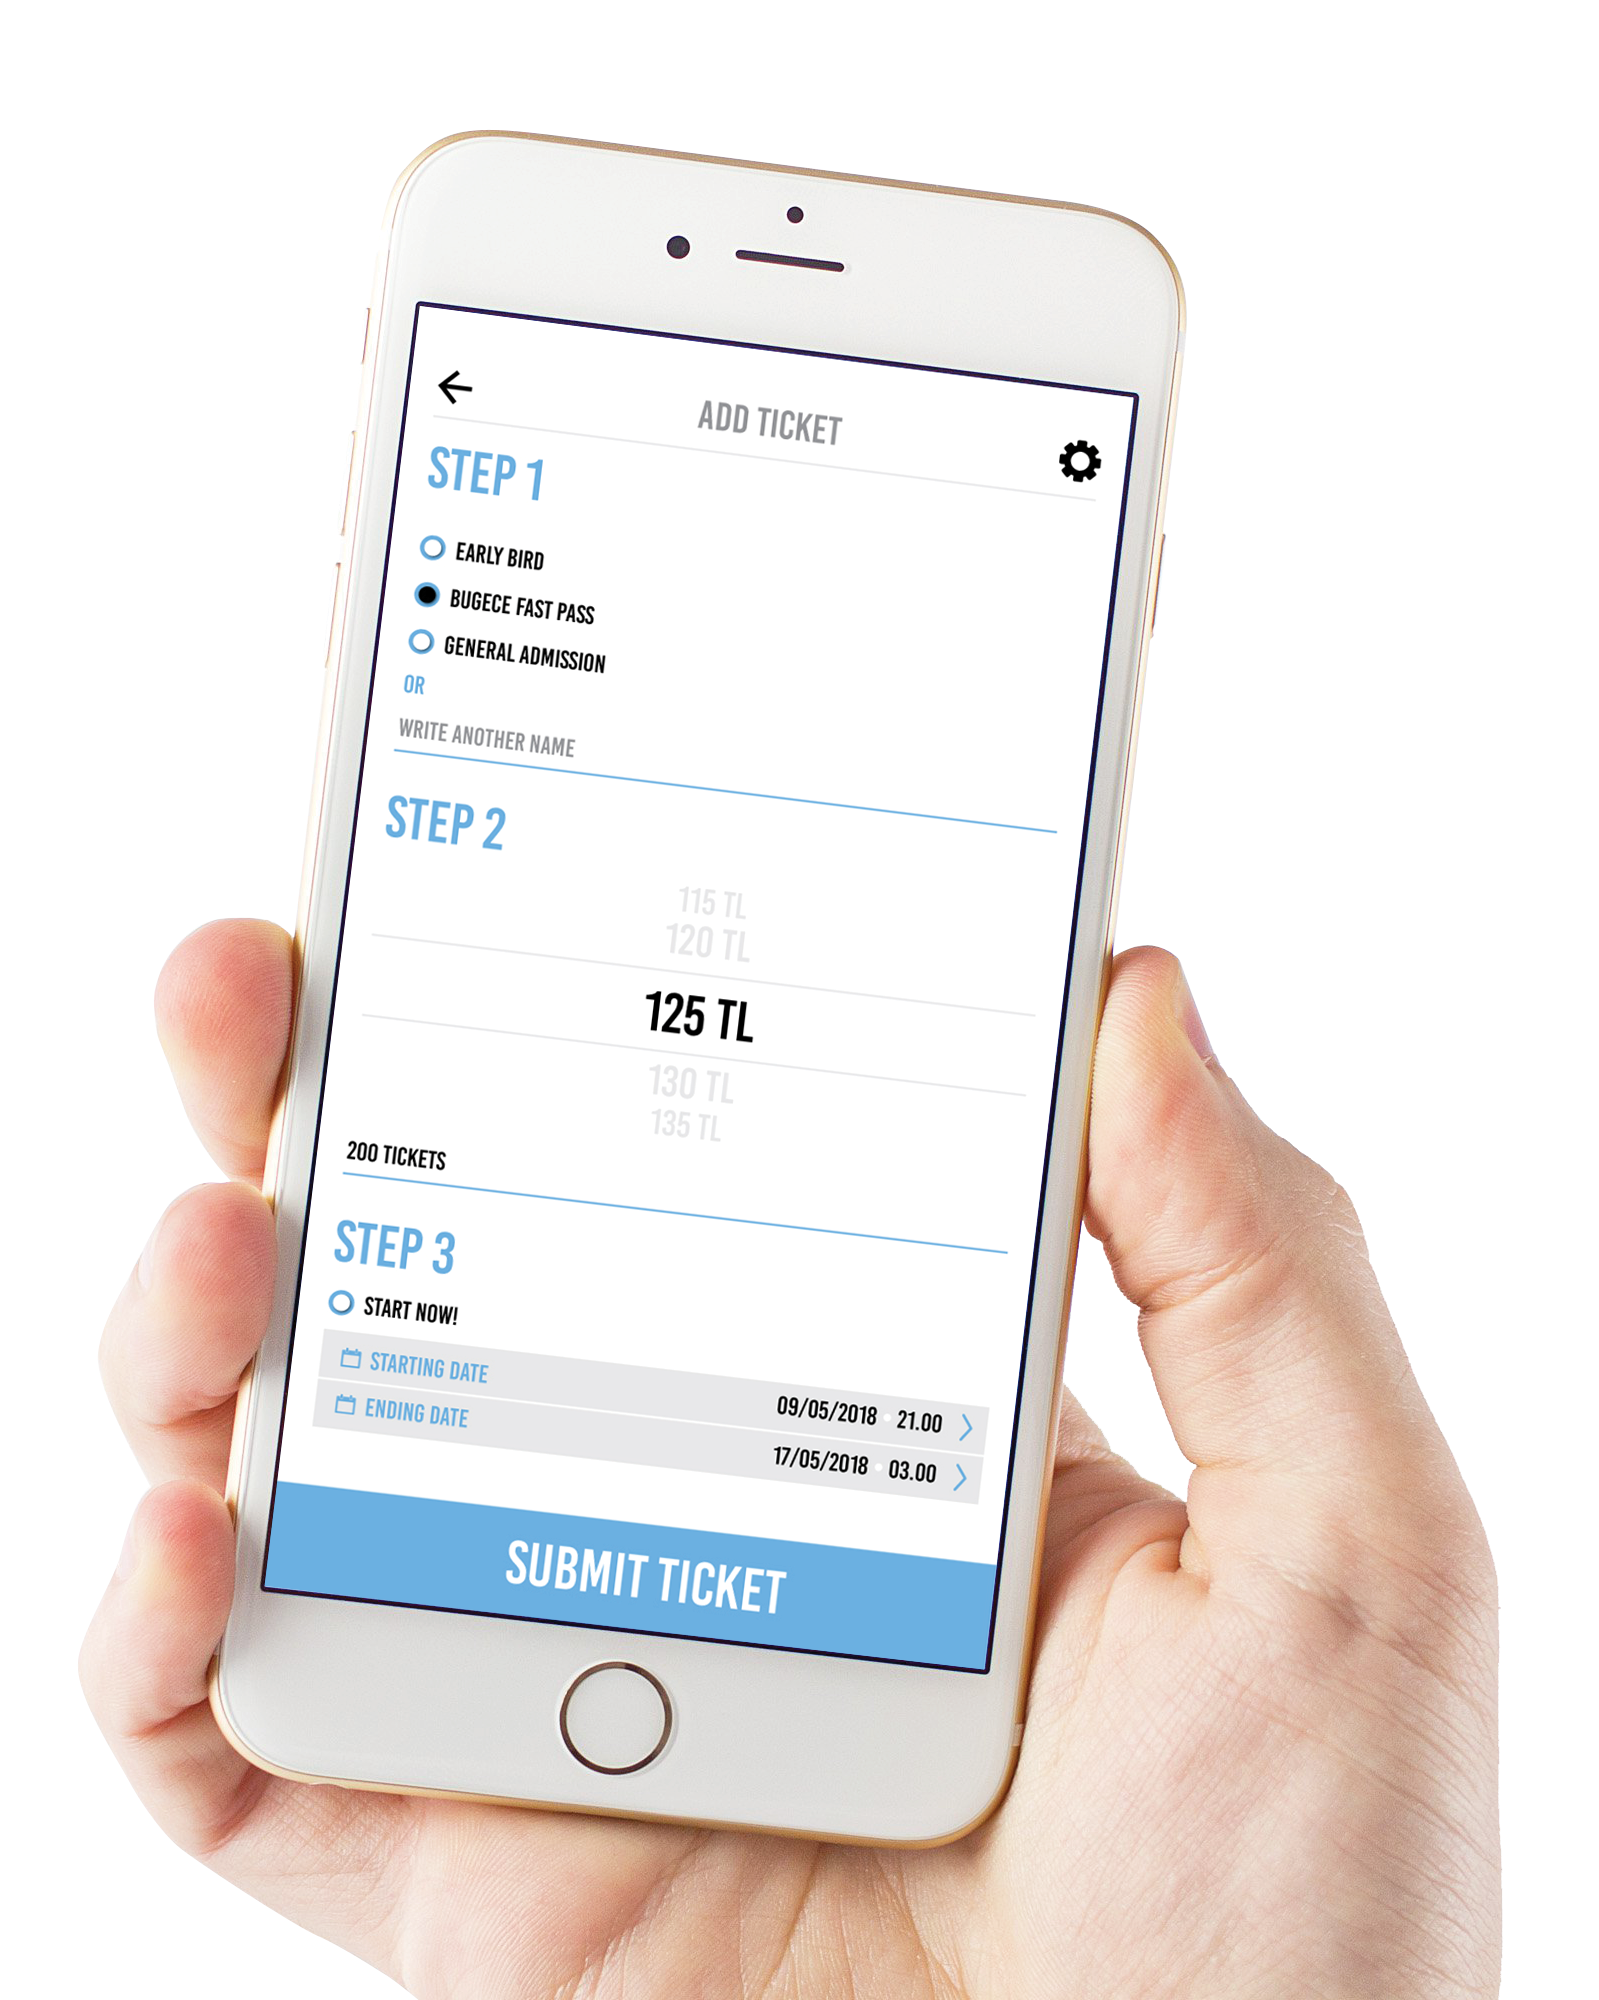 ADD TICKET
STEP 1
EARLY BIRD
BUGECE FAST PASS
GENERAL ADMISSION
OR
WRITE ANOTHER NAME
STEP 2
115 TL
120 TL
125 TL
130 TL
135 TL
200 TICKETS
STEP 3
START NOW!
STARTING DATE 09/05/2018 • 21.00
ENDING DATE 17/05/2018 • 03.00
SUBMIT TICKET